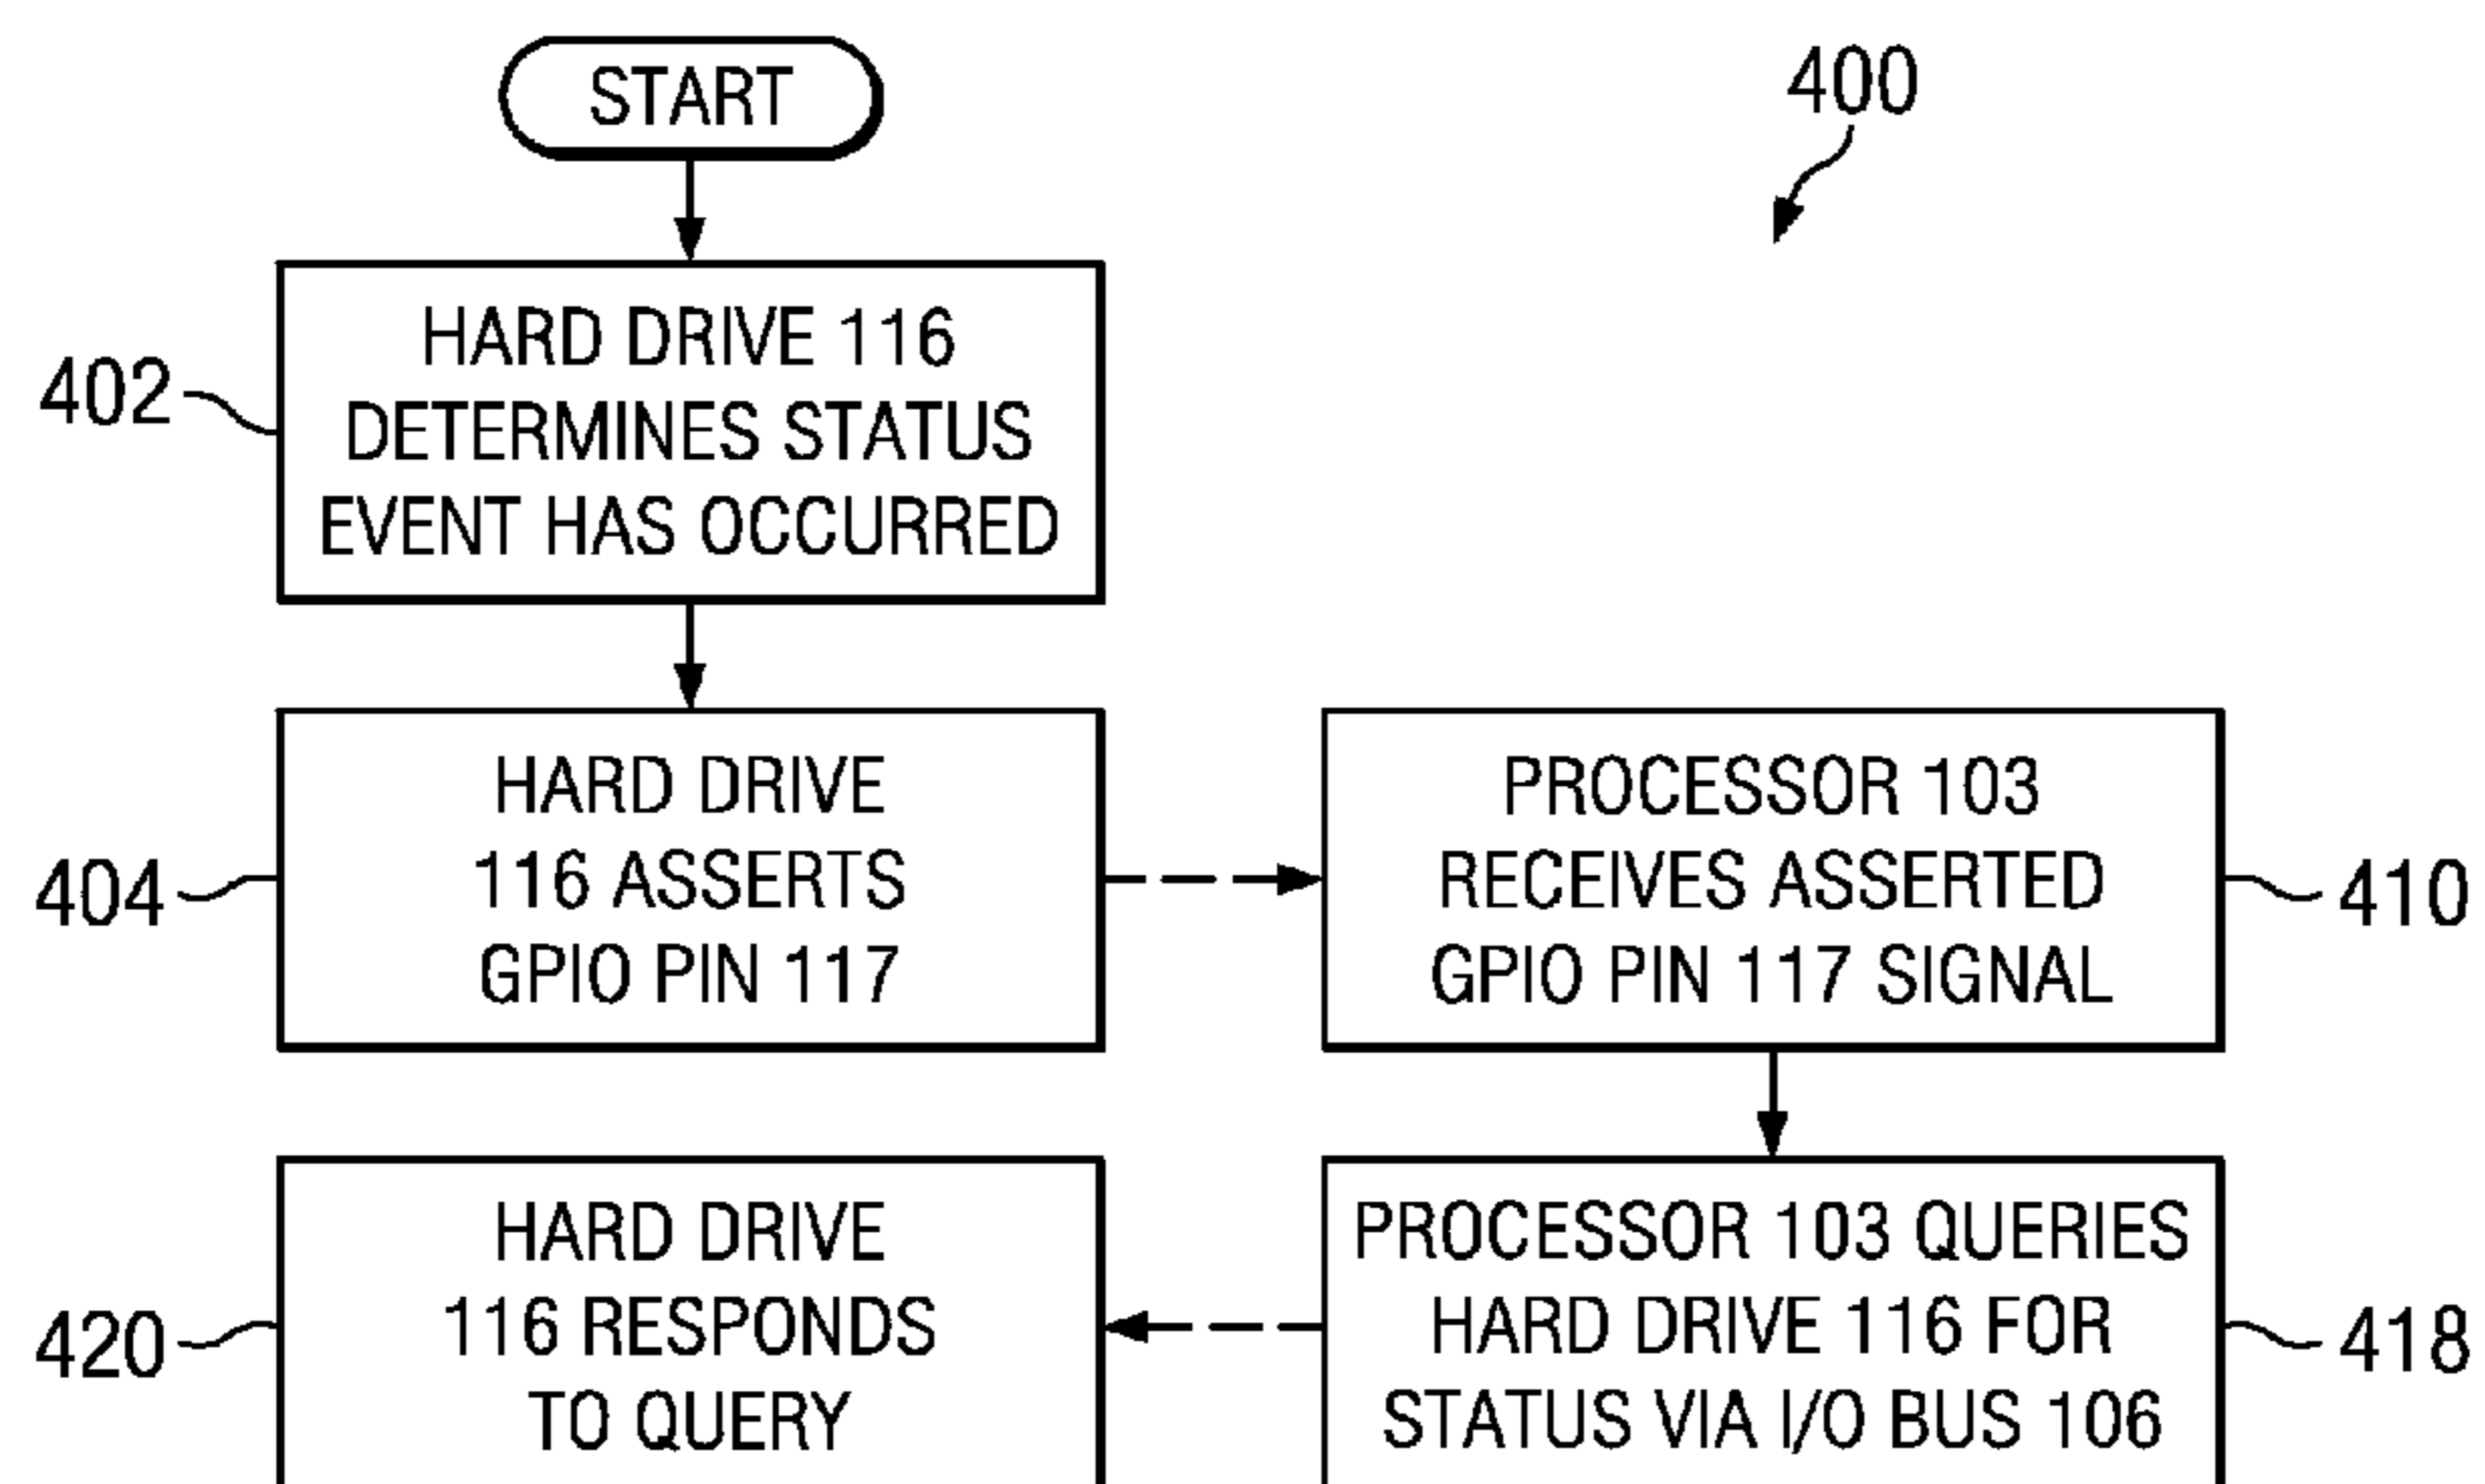 START
400
402
HARD DRIVE 116
DETERMINES STATUS
EVENT HAS OCCURRED
404
HARD DRIVE
116 ASSERTS
GPIO PIN 117
PROCESSOR 103
RECEIVES ASSERTED
GPIO PIN 117 SIGNAL
410
420
HARD DRIVE
116 RESPONDS
TO QUERY
PROCESSOR 103 QUERIES
HARD DRIVE 116 FOR
STATUS VIA I/O BUS 106
418